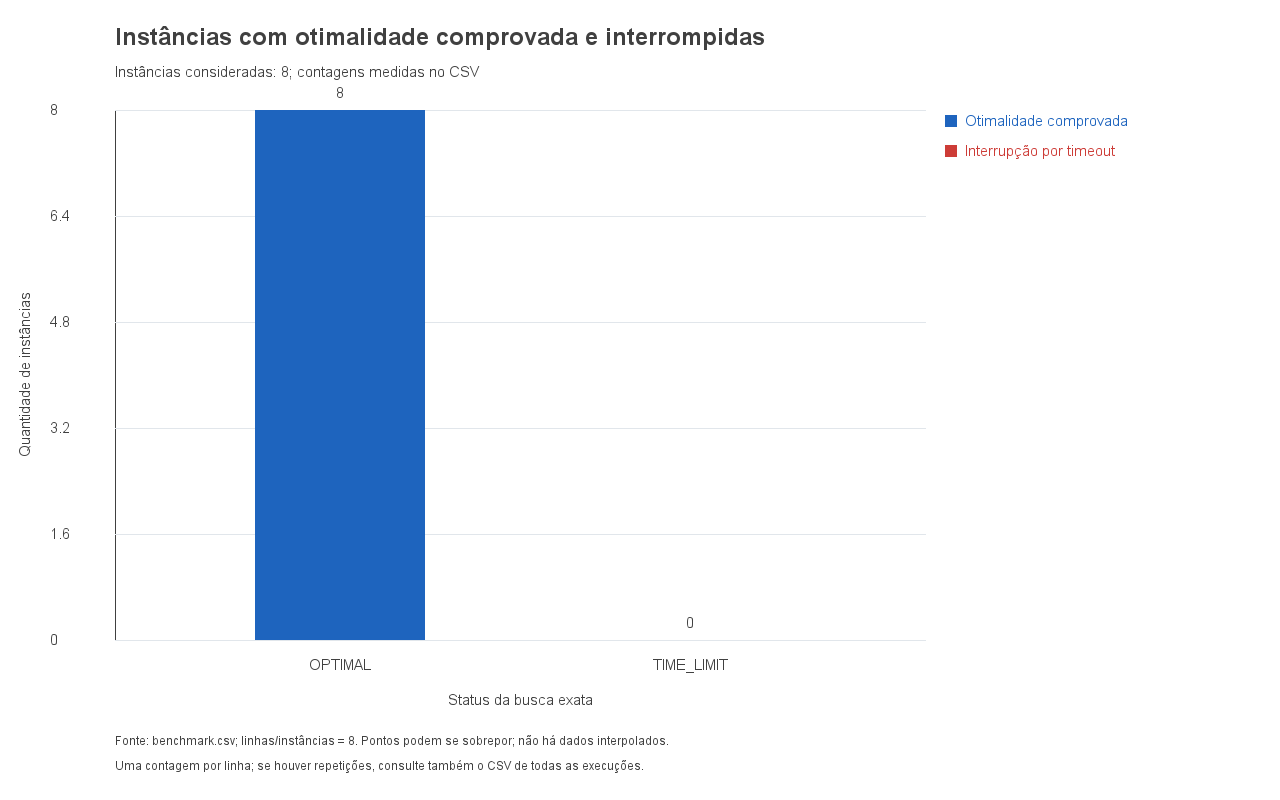 Instâncias com otimalidade comprovada e interrompidas
Instâncias consideradas: 8; contagens medidas no CSV
8
8
6.4
4.8
3.2
1.6
0
0
Quantidade de instâncias
OPTIMAL
TIME_LIMIT
Status da busca exata
Otimalidade comprovada
Interrupção por timeout
Fonte: benchmark.csv; linhas/instâncias = 8. Pontos podem se sobrepor; não há dados interpolados.
Uma contagem por linha; se houver repetições, consulte também o CSV de todas as execuções.